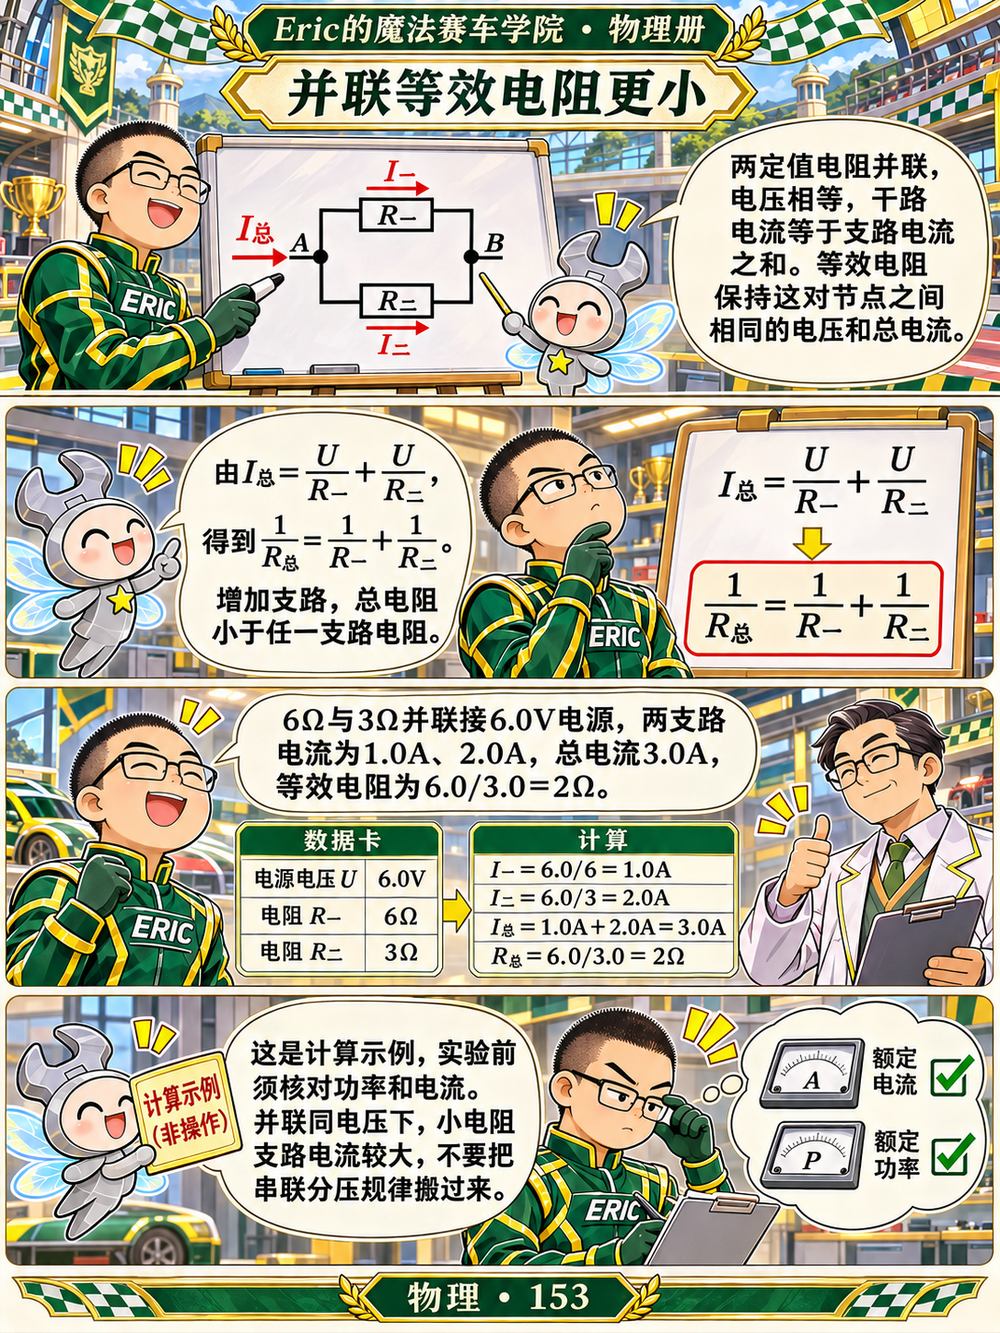 Eric的魔法赛车学院 · 物理册
并联等效电阻更小
I总
A
I一
R一
B
R二
I二
ERIC
两定值电阻并联，
电压相等，干路
电流等于支路电流
之和。等效电阻
保持这对节点之间
相同的电压和总电流。
由I总=U/R一+U/R二，
得到1/R总=1/R一+1/R二。
增加支路，总电阻
小于任一支路电阻。
ERIC
I总=U/R一+U/R二
1/R总=1/R一+1/R二
6Ω与3Ω并联接6.0V电源，两支路
电流为1.0A、2.0A，总电流3.0A，
等效电阻为6.0/3.0=2Ω。
ERIC
数据卡
电源电压U 6.0V
电阻 R一 6Ω
电阻 R二 3Ω
计算
I一=6.0/6=1.0A
I二=6.0/3=2.0A
I总=1.0A+2.0A=3.0A
R总=6.0/3.0=2Ω
计算示例
(非操作)
这是计算示例，实验前
须核对功率和电流。
并联同电压下，小电阻
支路电流较大，不要把
串联分压规律搬过来。
ERIC
A
额定
电流
P
额定
功率
物理 · 153